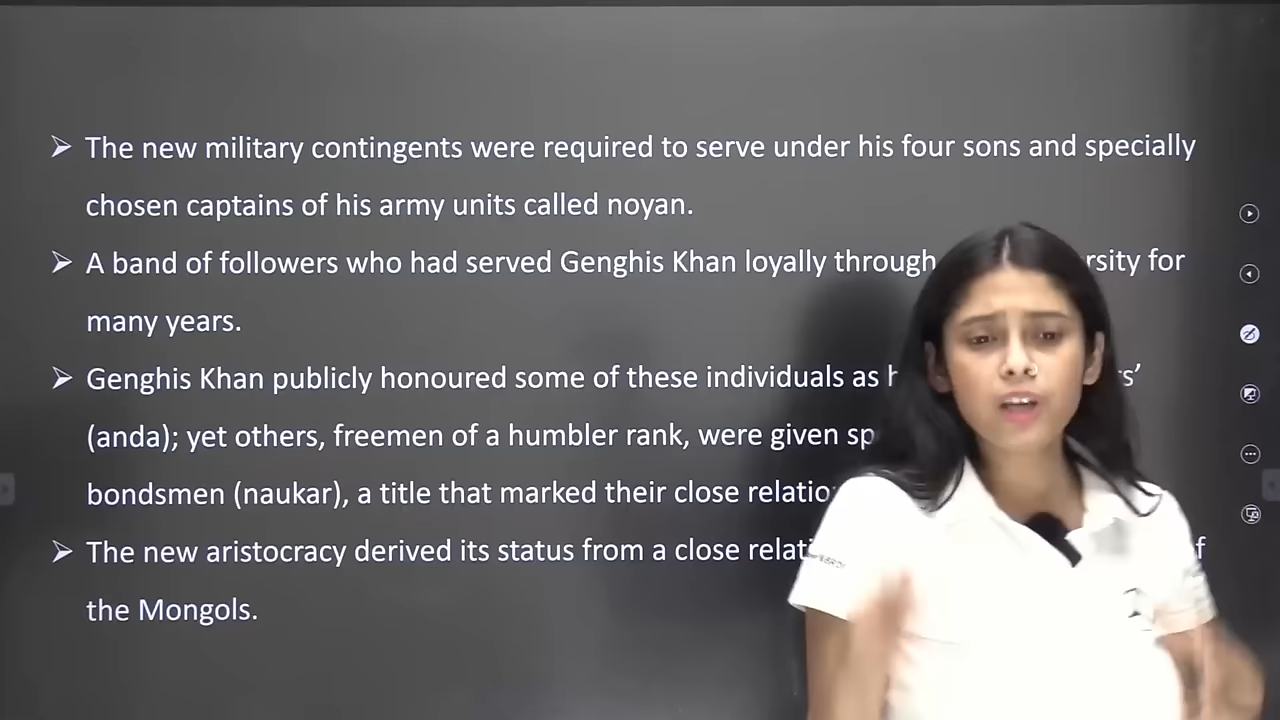 The new military contingents were required to serve under his four sons and specially
chosen captains of his army units called noyan.
A band of followers who had served Genghis Khan loyally through
for
many years.
Genghis Khan publicly honoured some of these individuals as
(anda); yet others, freemen of a humbler rank, were given
bondsmen (naukar), a title that marked their close
The new aristocracy derived its status from a close
the Mongols.